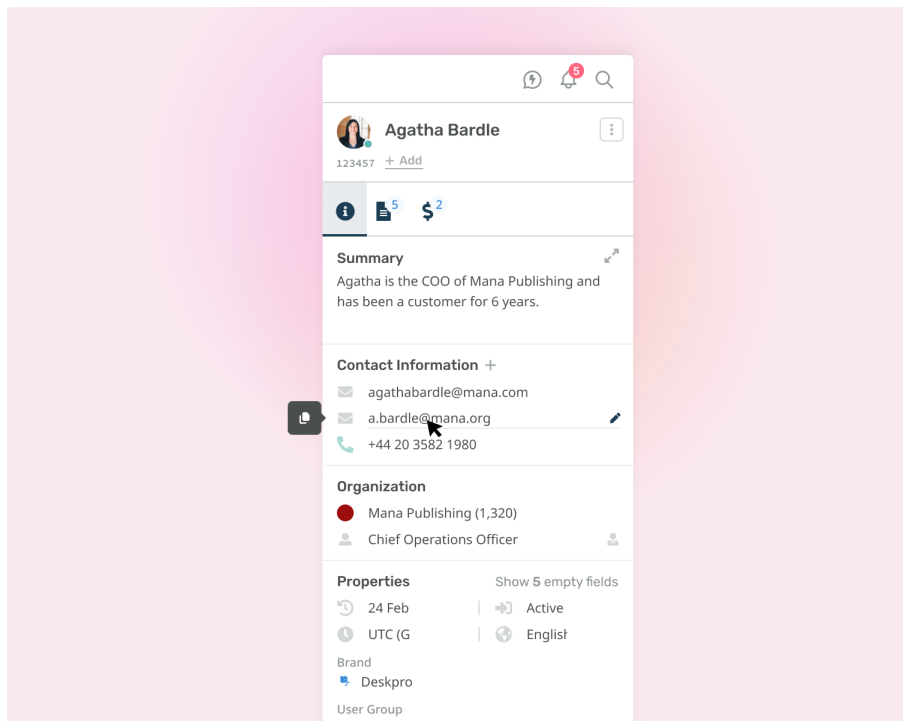 5
Agatha Bardle
123457 + Add
5 2
Summary
Agatha is the COO of Mana Publishing and
has been a customer for 6 years.
Contact Information +
agathabardle@mana.com
a.bardle@mana.org
+44 20 3582 1980
Organization
Mana Publishing (1,320)
Chief Operations Officer
Properties Show 5 empty fields
24 Feb Active
UTC (G English
Brand
Deskpro
User Group